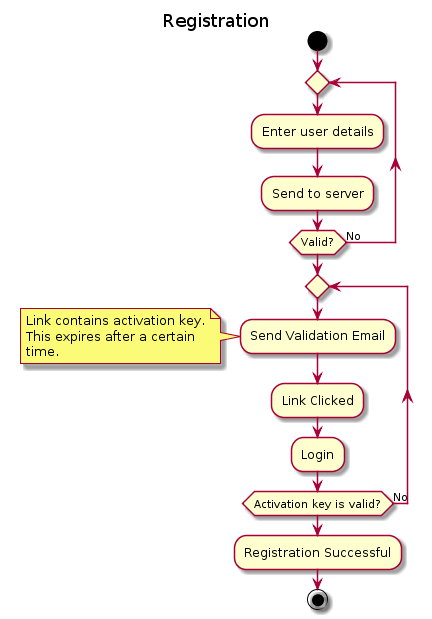 Registration
Enter user details
Send to server
Valid?
No
Link contains activation key.
This expires after a certain
time.
Send Validation Email
Link Clicked
Login
Activation key is valid?
No
Registration Successful